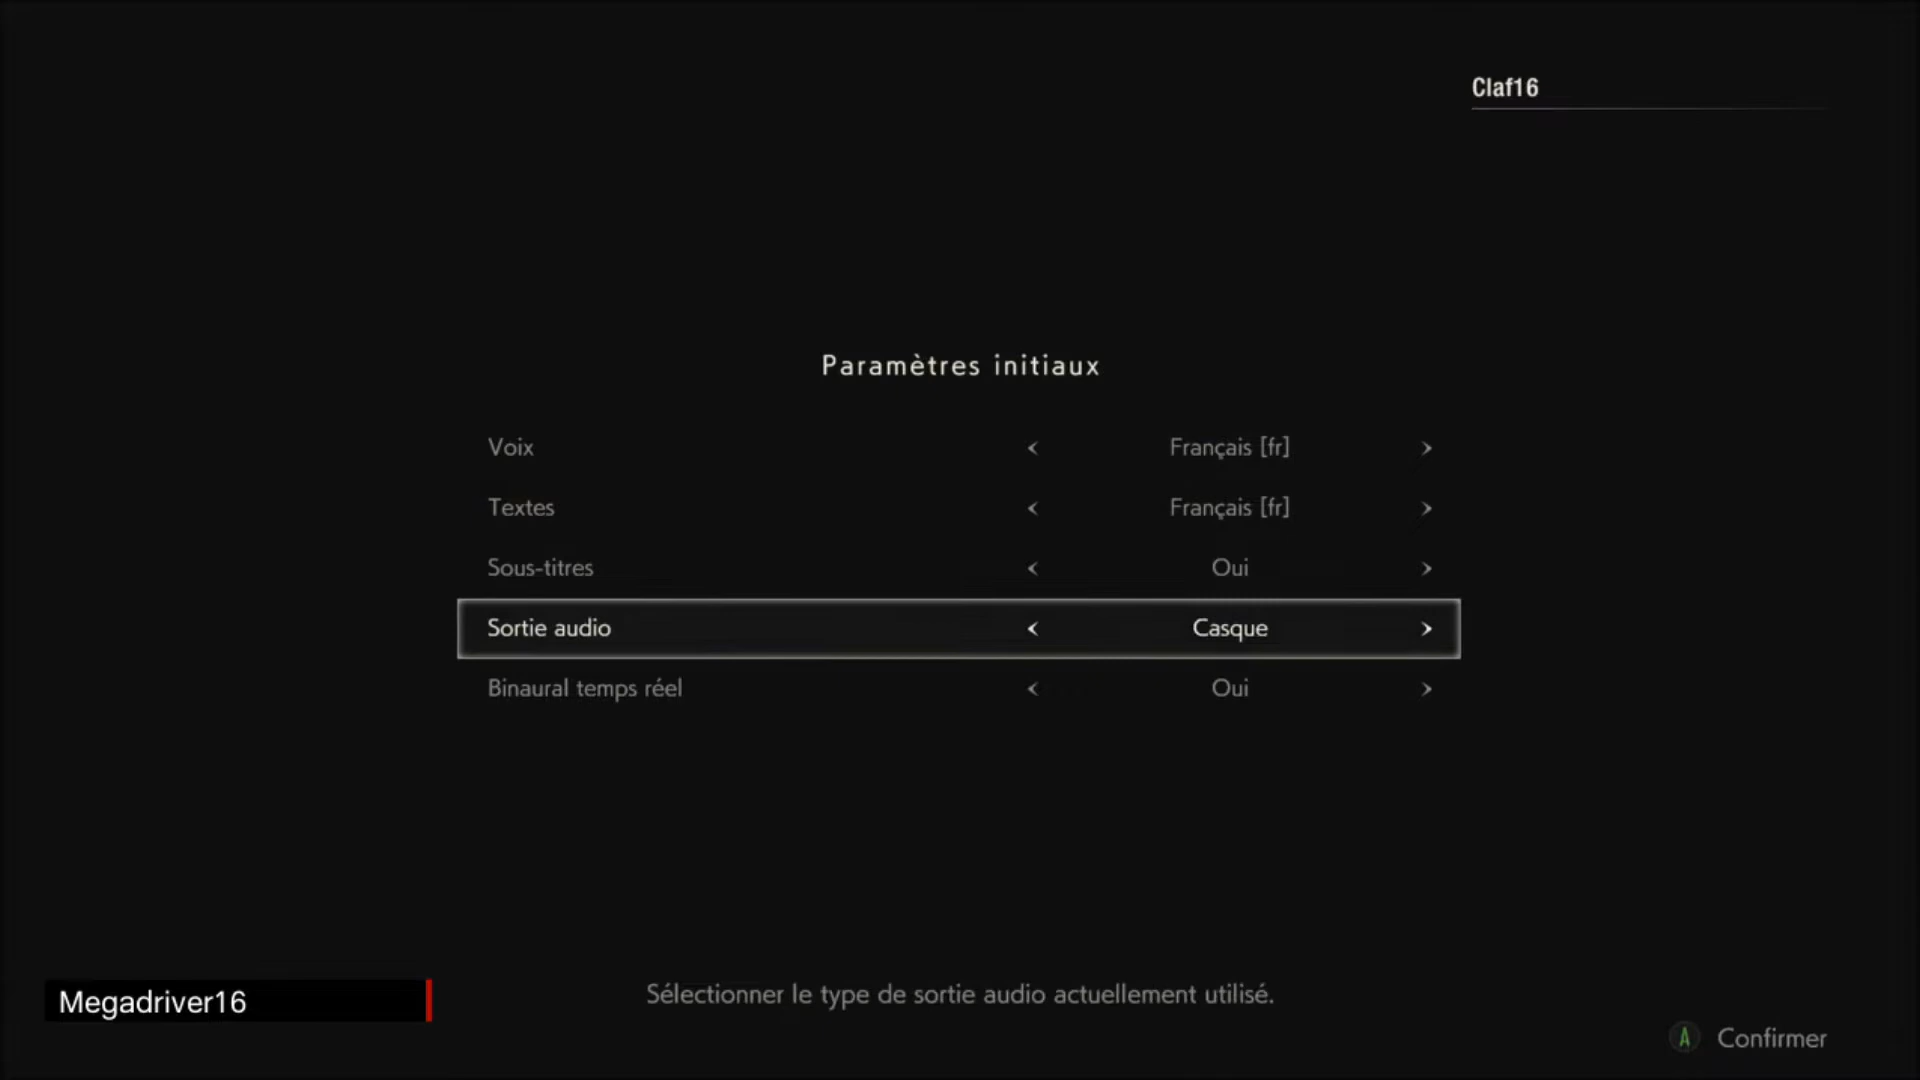 Claf16
Paramètres initiaux
Voix < Français [fr] >
Textes < Français [fr] >
Sous-titres < Oui >
Sortie audio < Casque >
Binaural temps réel < Oui >
Sélectionner le type de sortie audio actuellement utilisé.
Megadriver16
A Confirmer